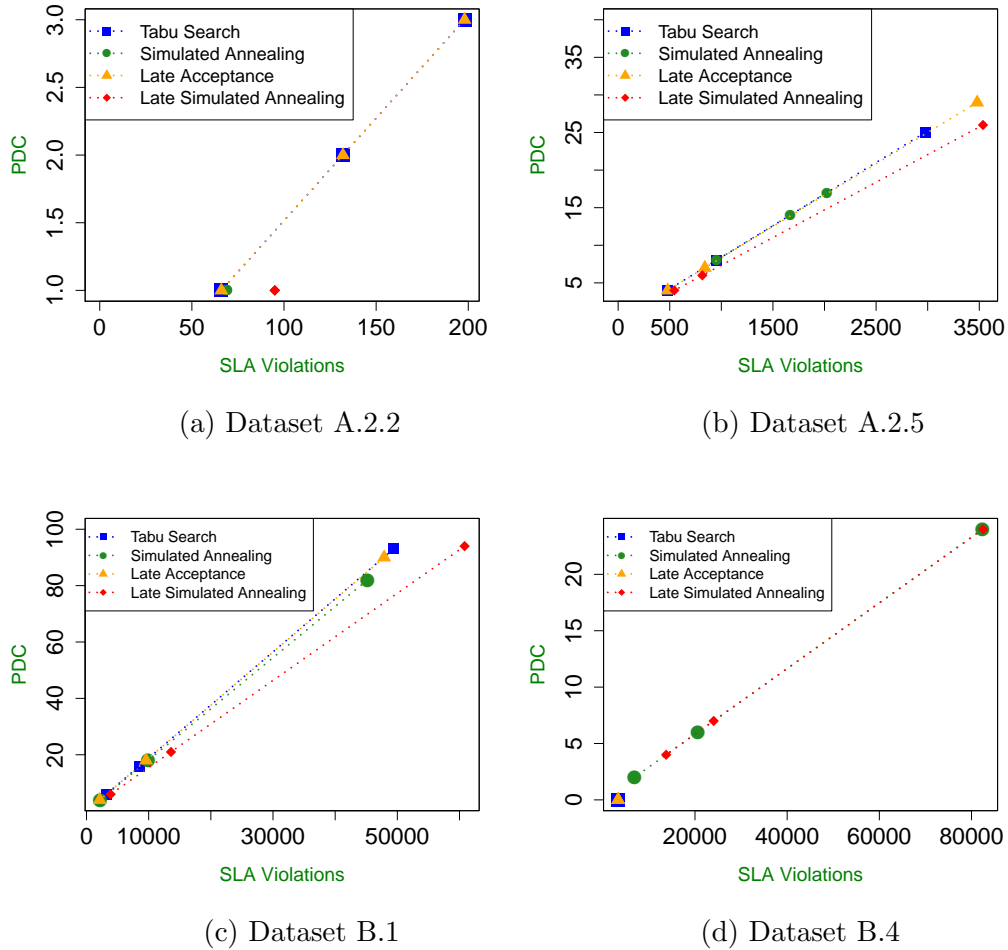 Tabu Search
Simulated Annealing
Late Acceptance
Late Simulated Annealing
PDC
3.0
2.5
2.0
1.5
1.0
0 50 100 150 200
SLA Violations
(a) Dataset A.2.2
Tabu Search
Simulated Annealing
Late Acceptance
Late Simulated Annealing
PDC
35
25
15
5
0 500 1500 2500 3500
SLA Violations
(b) Dataset A.2.5
Tabu Search
Simulated Annealing
Late Acceptance
Late Simulated Annealing
PDC
100
80
60
40
20
0 10000 30000 50000
SLA Violations
(c) Dataset B.1
Tabu Search
Simulated Annealing
Late Acceptance
Late Simulated Annealing
PDC
20
15
10
5
0
20000 40000 60000 80000
SLA Violations
(d) Dataset B.4